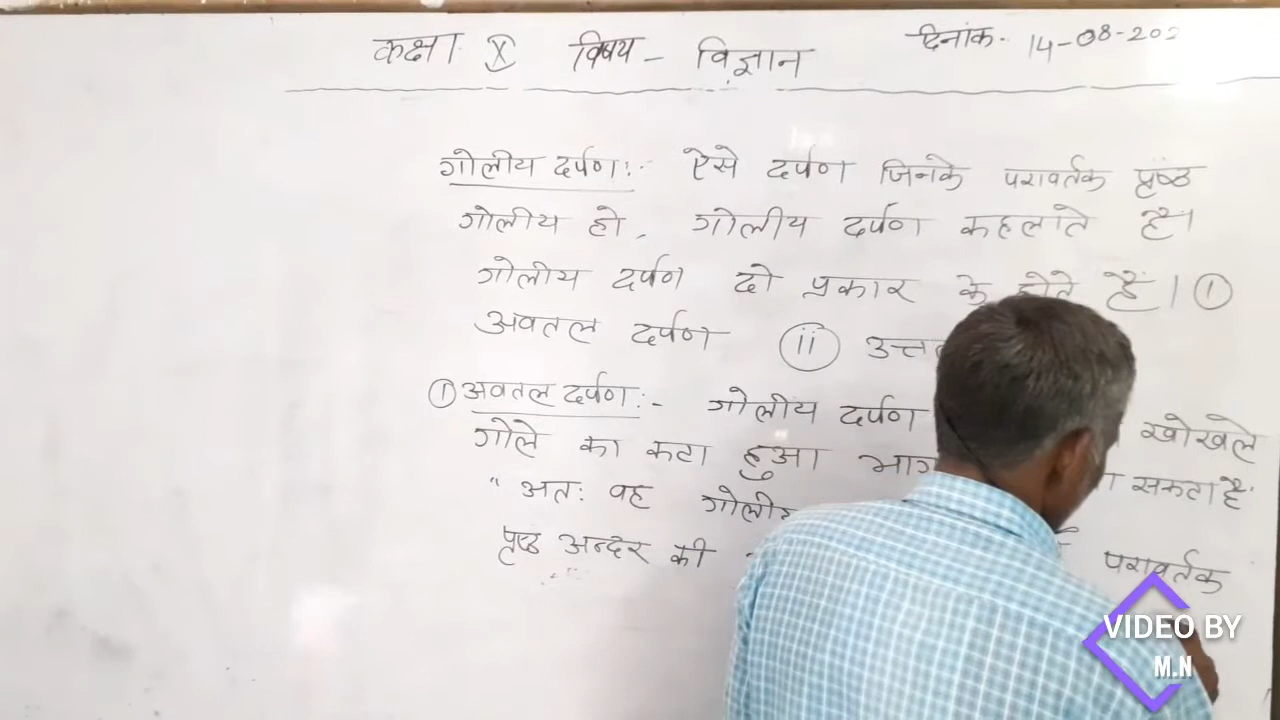 कक्षा X विषय - विज्ञान दिनांक- 14-08-202
गोलीय दर्पण :- ऐसे दर्पण जिनके परावर्तक पृष्ठ
गोलीय हो, गोलीय दर्पण कहलाते है।
गोलीय दर्पण दो प्रकार के होते हैं। ①
अवतल दर्पण ⅱ
① अवतल दर्पण :- गोलीय दर्पण खोखले
गोले का कटा हुआ सकता है
" अतः वह
परावर्तक
पृष्ठ अन्दर की
VIDEO BY
M.N